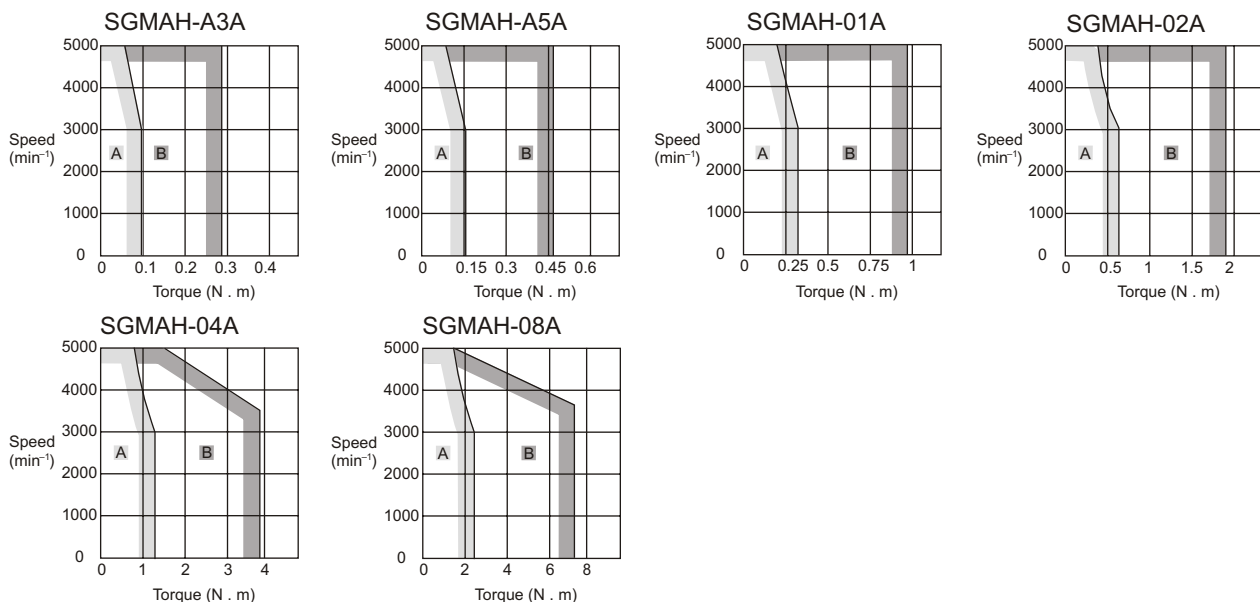 SGMAH-A3A
5000
4000
3000
2000
1000
0
Speed
(min⁻¹)
A
B
0 0.1 0.2 0.3 0.4
Torque (N . m)
SGMAH-A5A
5000
4000
3000
2000
1000
0
Speed
(min⁻¹)
A
B
0 0.15 0.3 0.45 0.6
Torque (N . m)
SGMAH-01A
5000
4000
3000
2000
1000
0
Speed
(min⁻¹)
A
B
0 0.25 0.5 0.75 1
Torque (N . m)
SGMAH-02A
5000
4000
3000
2000
1000
0
Speed
(min⁻¹)
A
B
0 0.5 1 1.5 2
Torque (N . m)
SGMAH-04A
5000
4000
3000
2000
1000
0
Speed
(min⁻¹)
A
B
0 1 2 3 4
Torque (N . m)
SGMAH-08A
5000
4000
3000
2000
1000
0
Speed
(min⁻¹)
A
B
0 2 4 6 8
Torque (N . m)